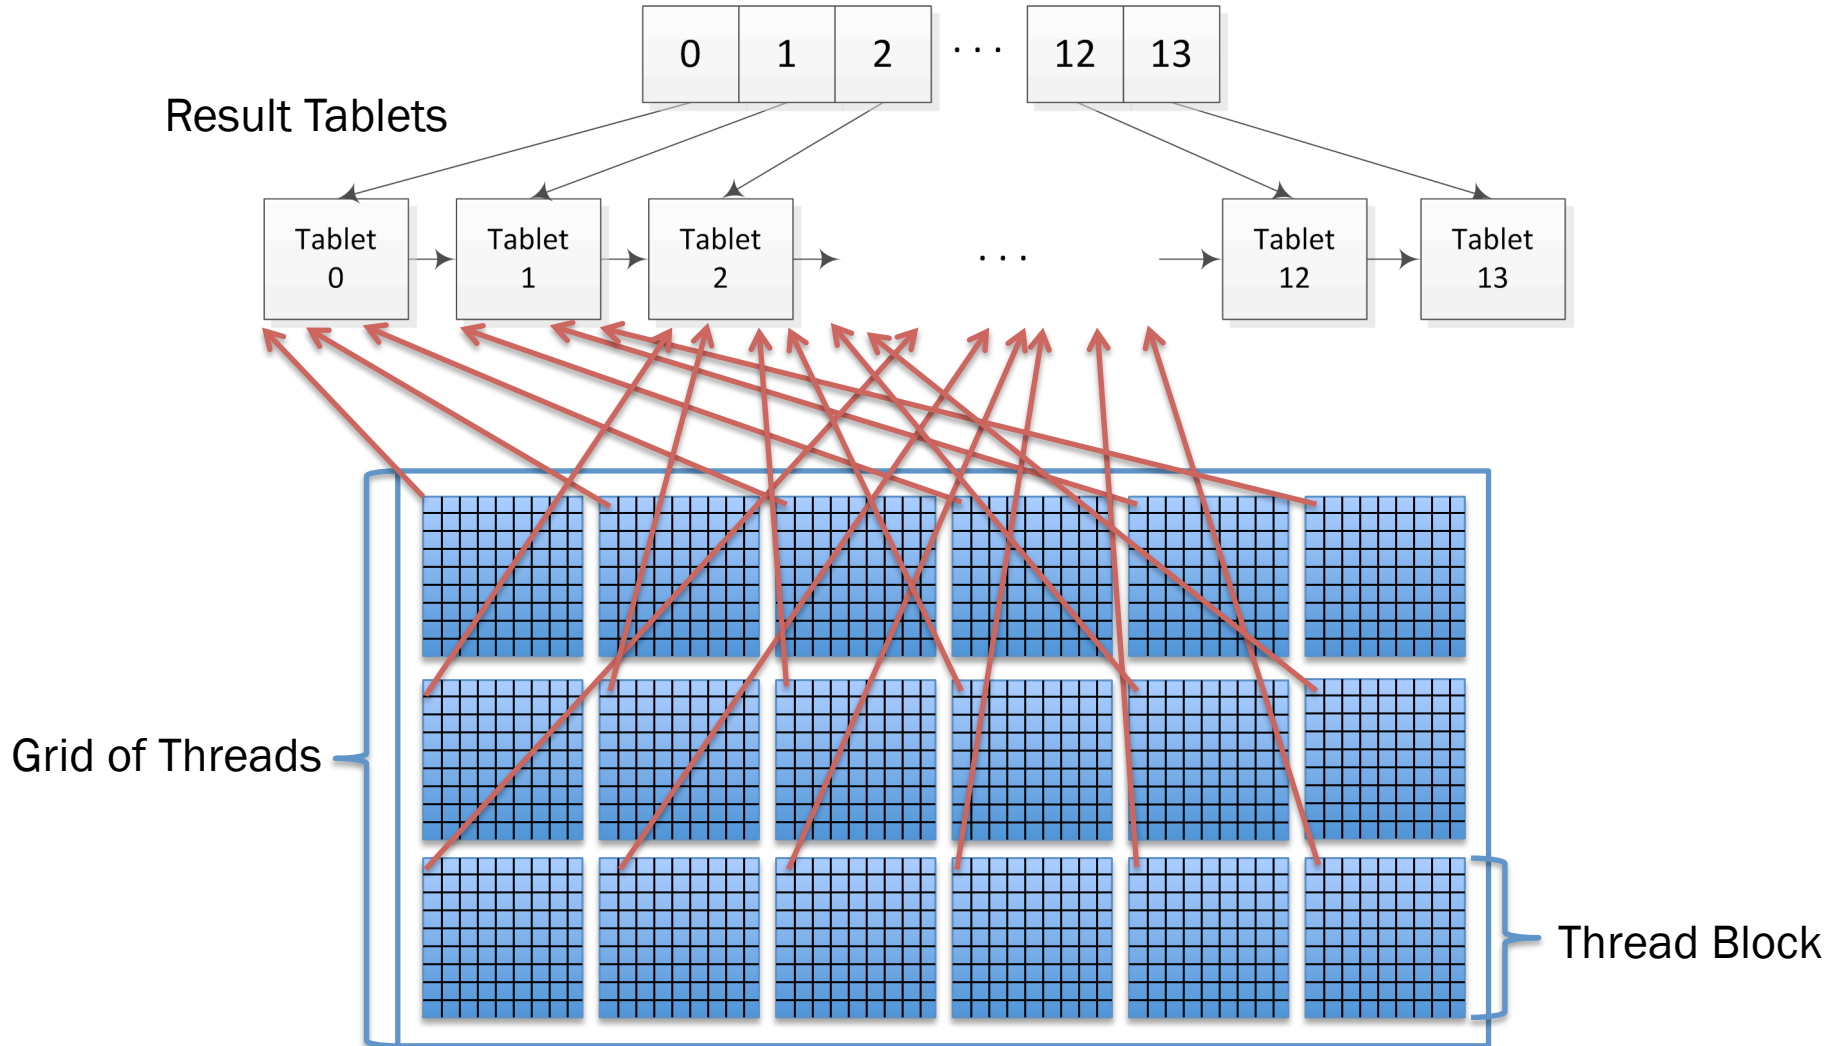 0 1 2 . . . 12 13
Result Tablets
Tablet
0
Tablet
1
Tablet
2
. . .
Tablet
12
Tablet
13
Grid of Threads
Thread Block